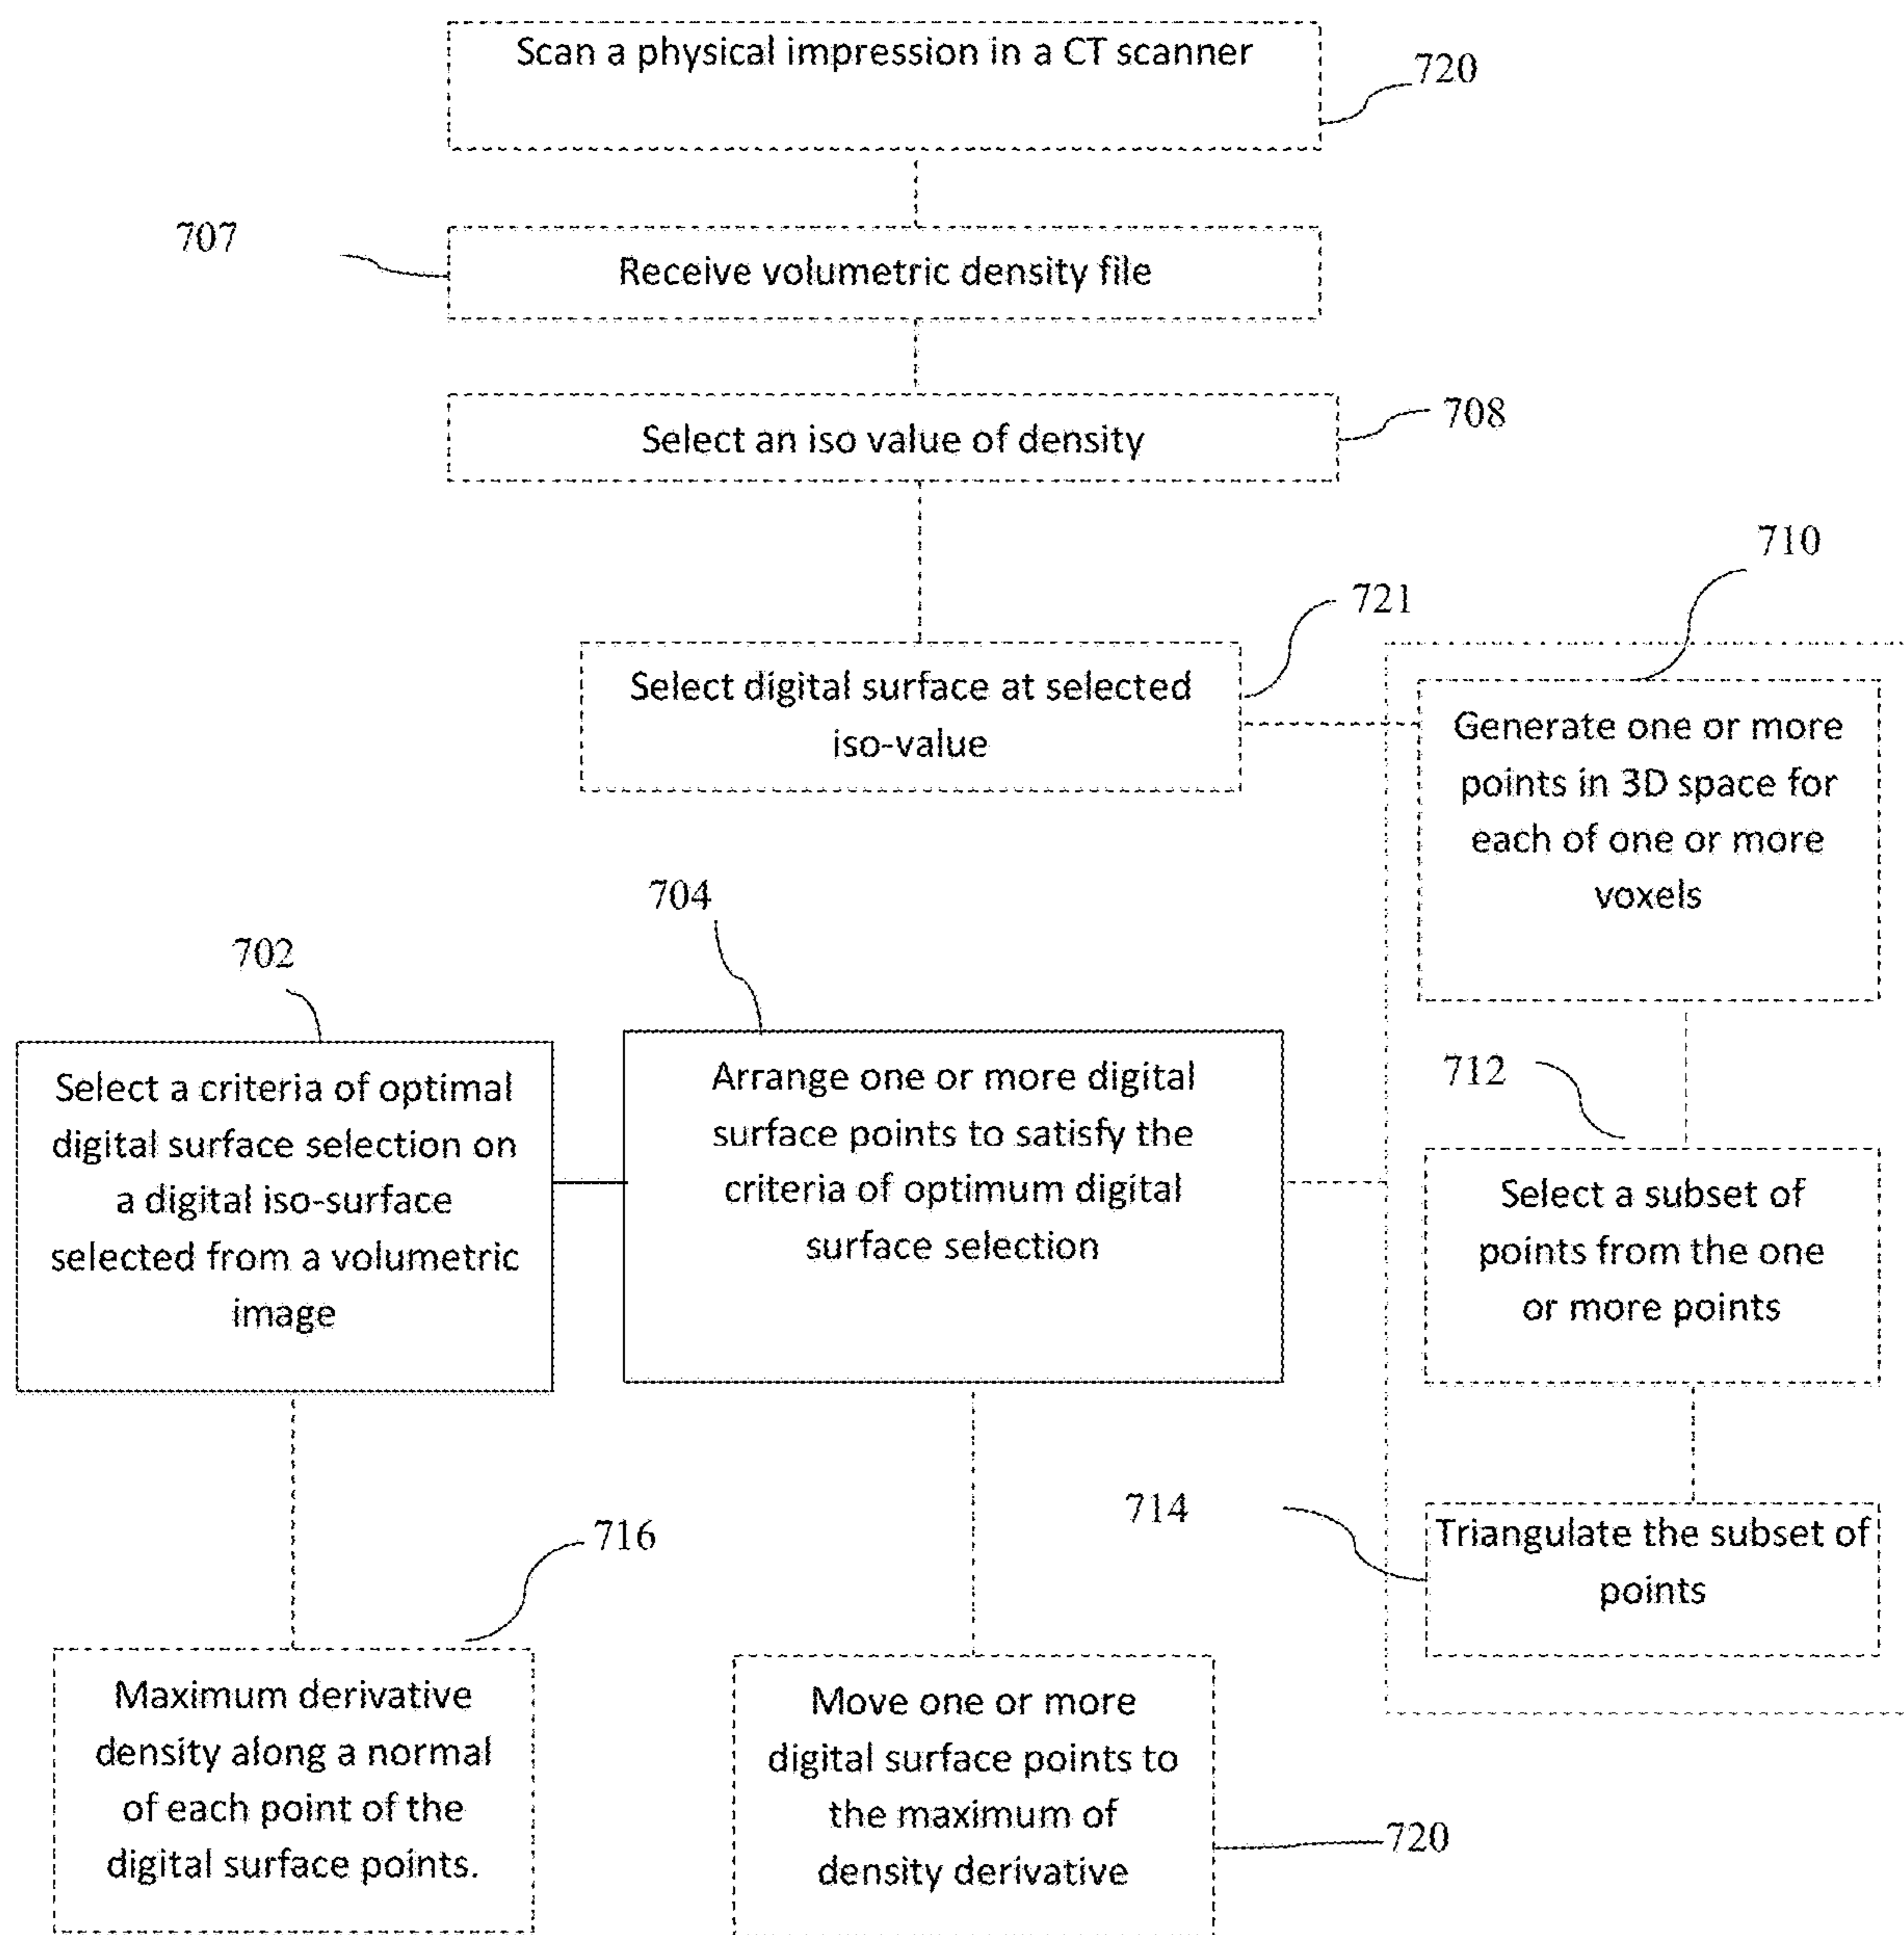 Scan a physical impression in a CT scanner
720
707
Receive volumetric density file
708
Select an iso value of density
710
721
Select digital surface at selected
iso-value
Generate one or more
points in 3D space for
each of one or more
voxels
704
702
Select a criteria of optimal
digital surface selection on
a digital iso-surface
selected from a volumetric
image
Arrange one or more digital
surface points to satisfy the
criteria of optimum digital
surface selection
712
Select a subset of
points from the one
or more points
714
Triangulate the subset of
points
716
Maximum derivative
density along a normal
of each point of the
digital surface points.
Move one or more
digital surface points to
the maximum of
density derivative
720